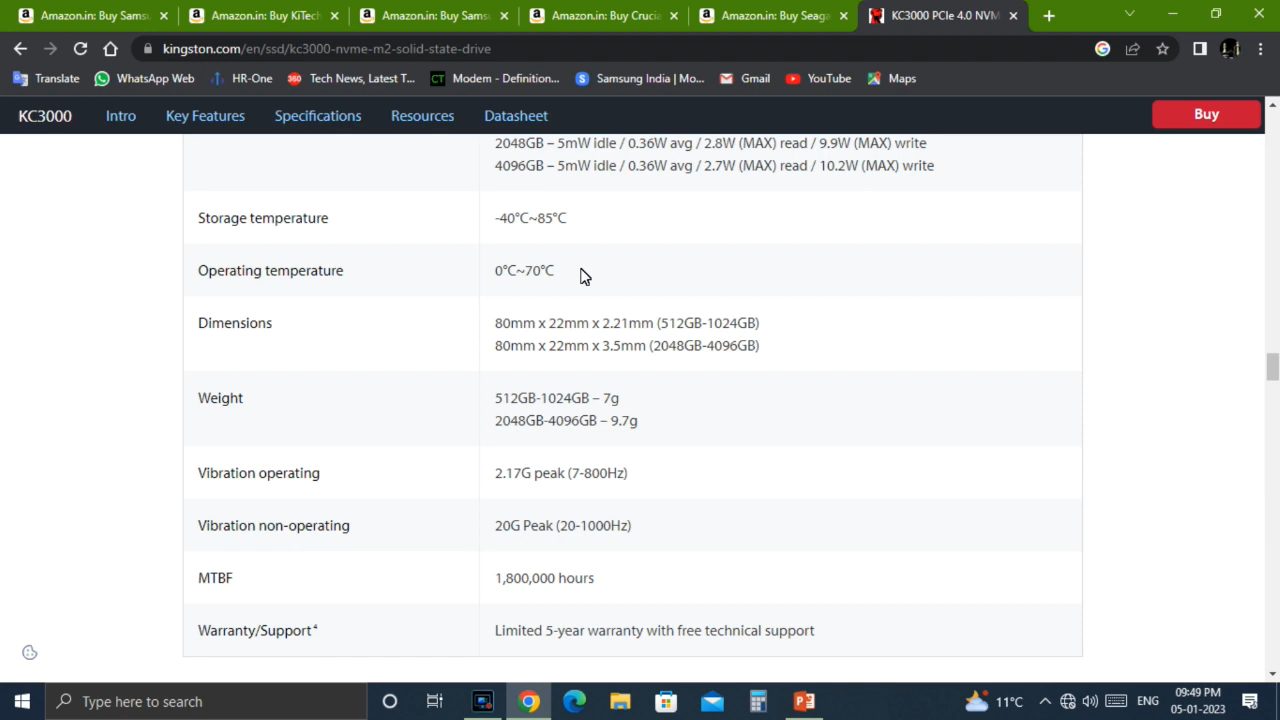 Amazon.in: Buy Samsu
Amazon.in: Buy KiTech
Amazon.in: Buy Sams
Amazon.in: Buy Crucia
Amazon.in: Buy Seaga
KC3000 PCIe 4.0 NVM
kingston.com/en/ssd/kc3000-nvme-m2-solid-state-drive
Translate
WhatsApp Web
HR-One
360
Tech News, Latest T...
CT
Modem - Definition...
S
Samsung India | Mo...
Gmail
YouTube
Maps
KC3000
Intro
Key Features
Specifications
Resources
Datasheet
Buy
2048GB – 5mW idle / 0.36W avg / 2.8W (MAX) read / 9.9W (MAX) write
4096GB – 5mW idle / 0.36W avg / 2.7W (MAX) read / 10.2W (MAX) write
Storage temperature
-40°C~85°C
Operating temperature
0°C~70°C
Dimensions
80mm x 22mm x 2.21mm (512GB-1024GB)
80mm x 22mm x 3.5mm (2048GB-4096GB)
Weight
512GB-1024GB – 7g
2048GB-4096GB – 9.7g
Vibration operating
2.17G peak (7-800Hz)
Vibration non-operating
20G Peak (20-1000Hz)
MTBF
1,800,000 hours
Warranty/Support⁴
Limited 5-year warranty with free technical support
Type here to search
11°C
ENG
09:49 PM
05-01-2023